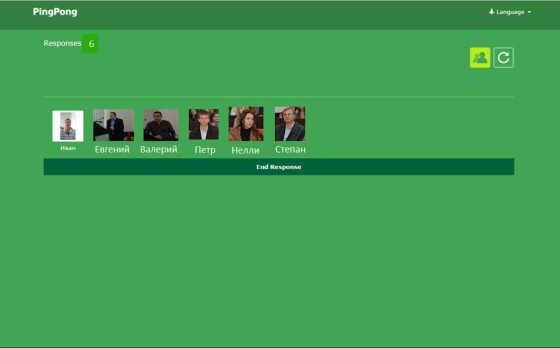 PingPong
Language
Responses 6
Иван Евгений Валерий Петр Нелли Степан
End Response